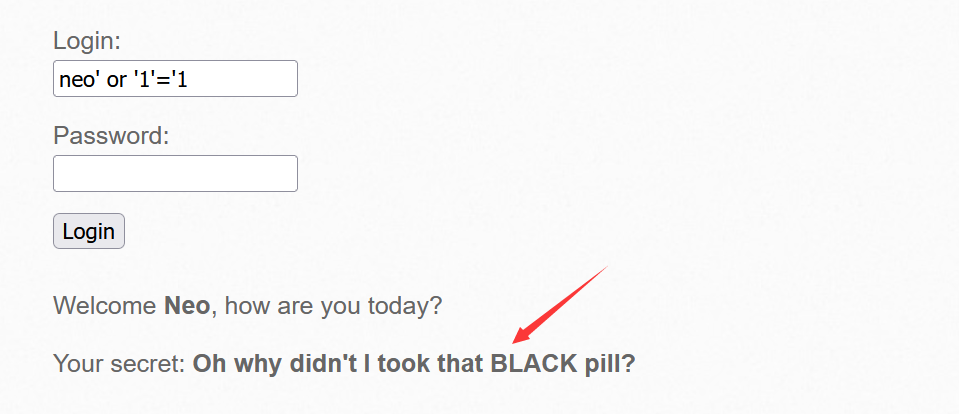 Login:
neo' or '1'='1
Password:
Login
Welcome Neo, how are you today?
Your secret: Oh why didn't I took that BLACK pill?